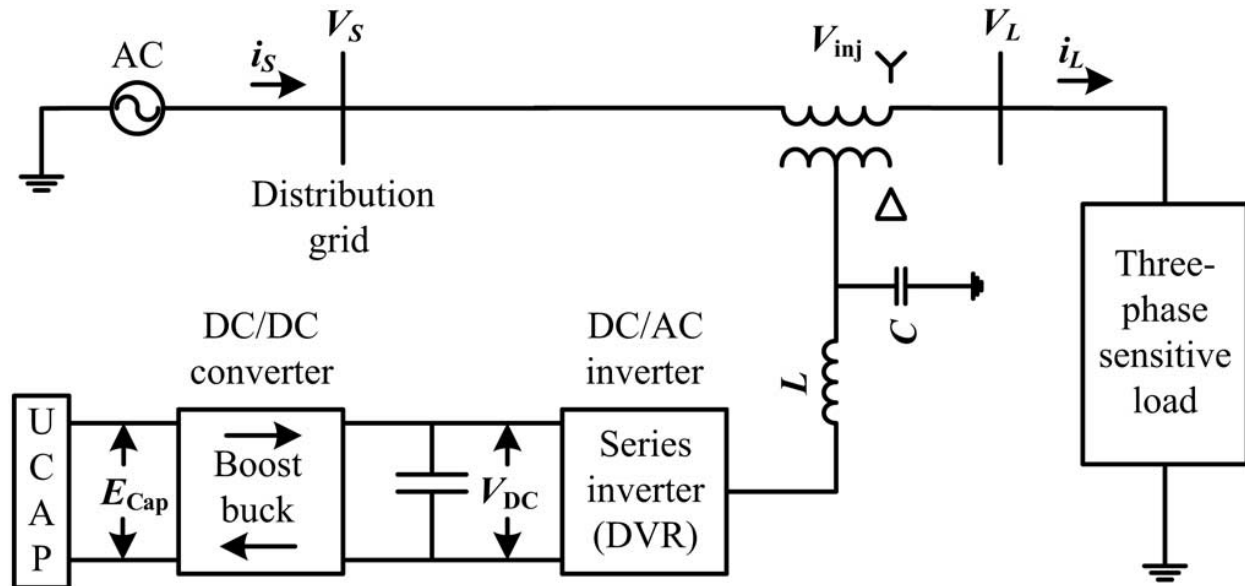 AC
i_S
V_S
V_inj
V_L
i_L
Distribution
grid
Three-
phase
sensitive
load
C
L
DC/DC
converter
DC/AC
inverter
U
C
A
P
E_Cap
Boost
buck
V_DC
Series
inverter
(DVR)